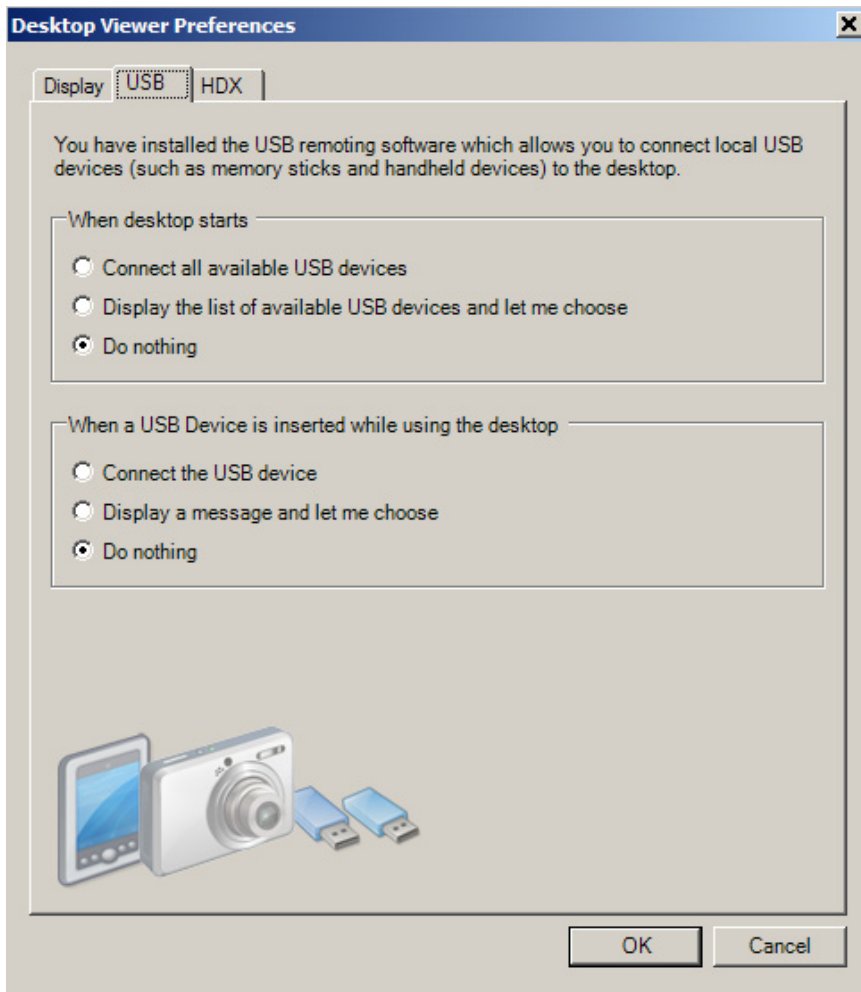 Desktop Viewer Preferences
Display USB HDX
You have installed the USB remoting software which allows you to connect local USB
devices (such as memory sticks and handheld devices) to the desktop.
When desktop starts
Connect all available USB devices
Display the list of available USB devices and let me choose
Do nothing
When a USB Device is inserted while using the desktop
Connect the USB device
Display a message and let me choose
Do nothing
OK Cancel